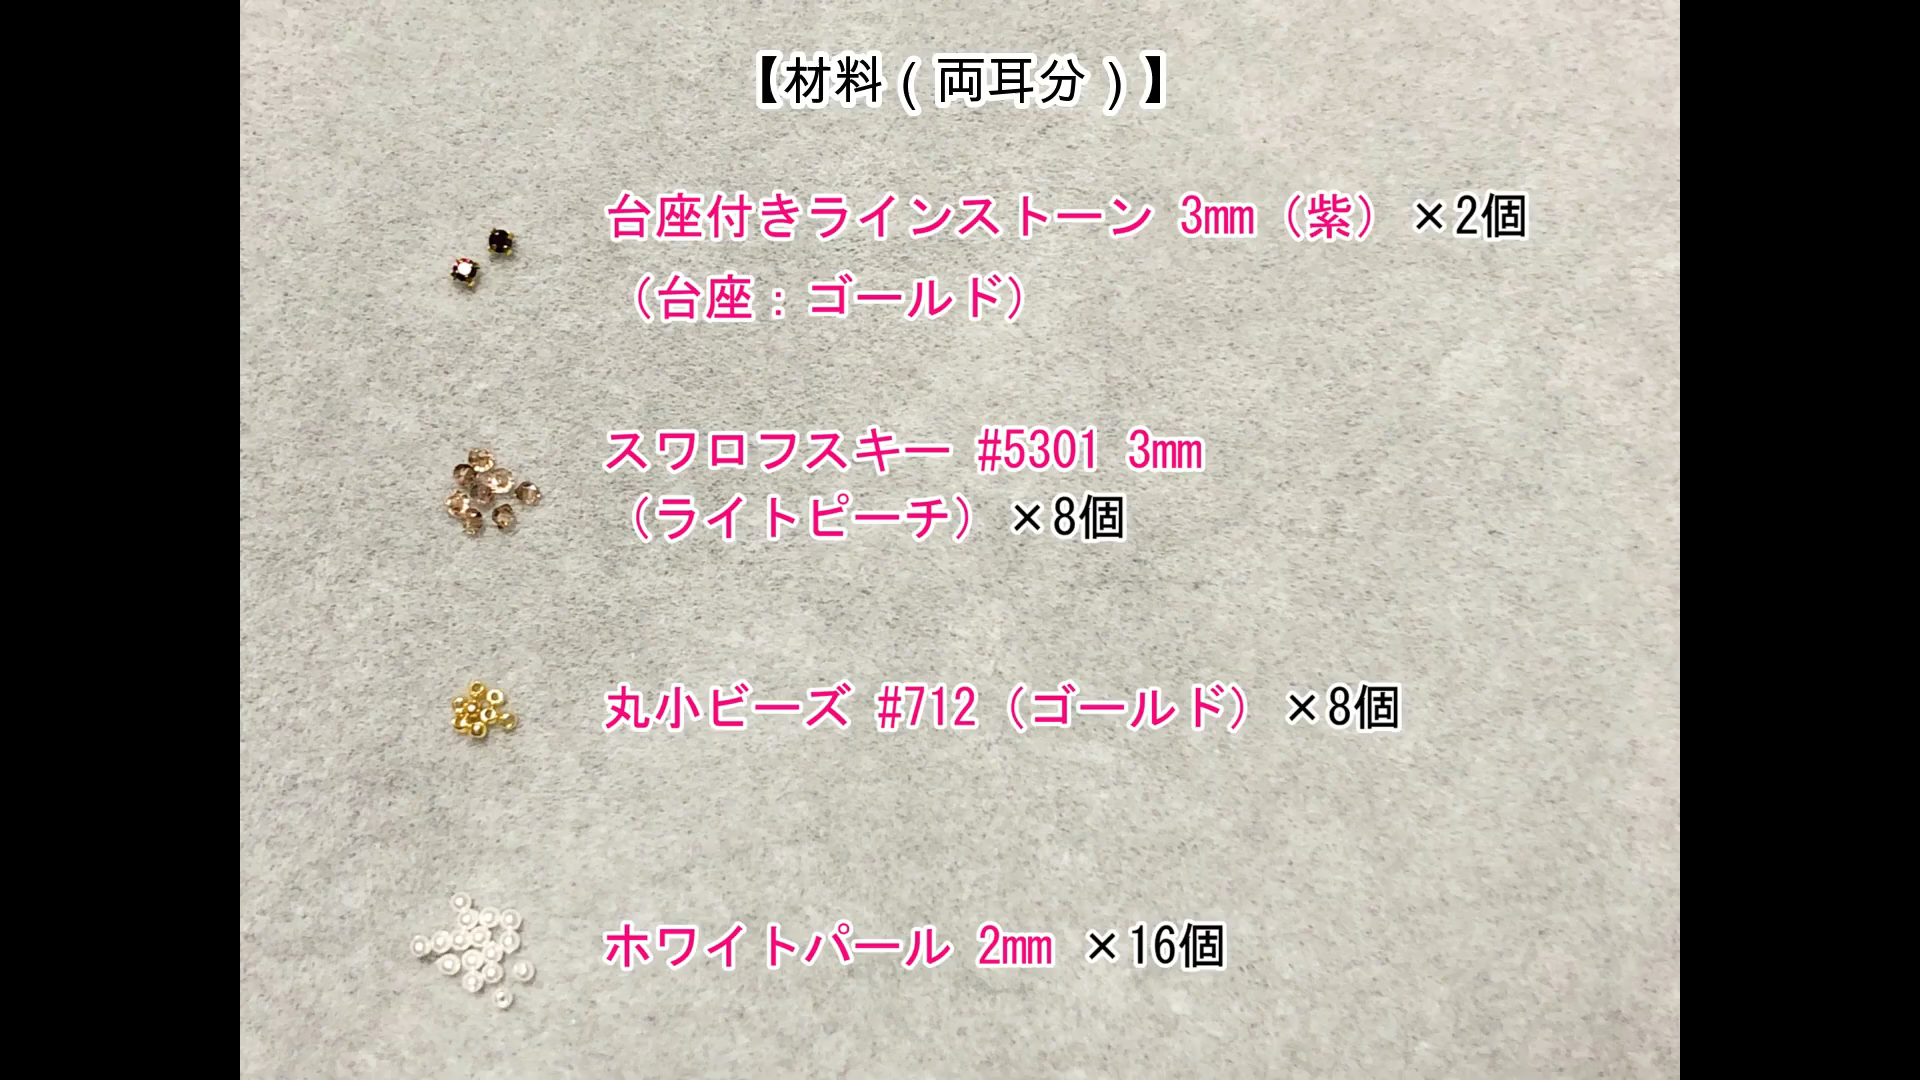 【材料(両耳分)】
台座付きラインストーン 3mm（紫）×2個
（台座：ゴールド）
スワロフスキー #5301 3mm
（ライトピーチ）×8個
丸小ビーズ #712（ゴールド）×8個
ホワイトパール 2mm ×16個